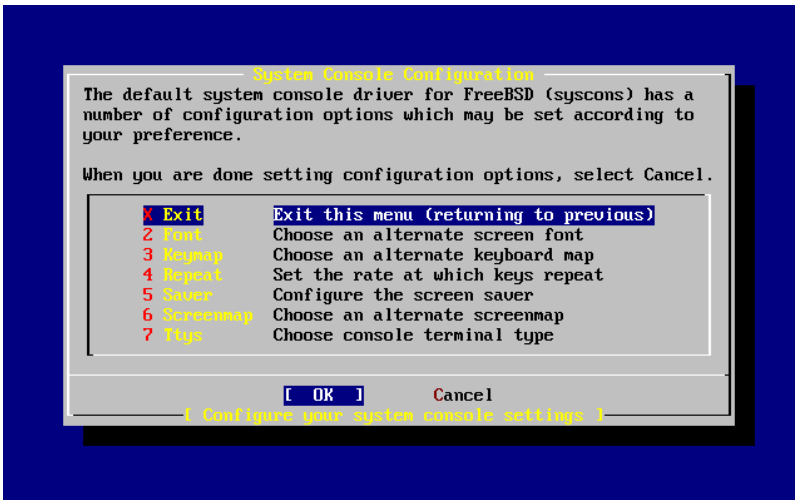 System Console Configuration
The default system console driver for FreeBSD (syscons) has a
number of configuration options which may be set according to
your preference.
When you are done setting configuration options, select Cancel.
X Exit Exit this menu (returning to previous)
2 Font Choose an alternate screen font
3 Keymap Choose an alternate keyboard map
4 Repeat Set the rate at which keys repeat
5 Saver Configure the screen saver
6 Screenmap Choose an alternate screenmap
7 Ttys Choose console terminal type
[ OK ] Cancel
[ Configure your system console settings ]